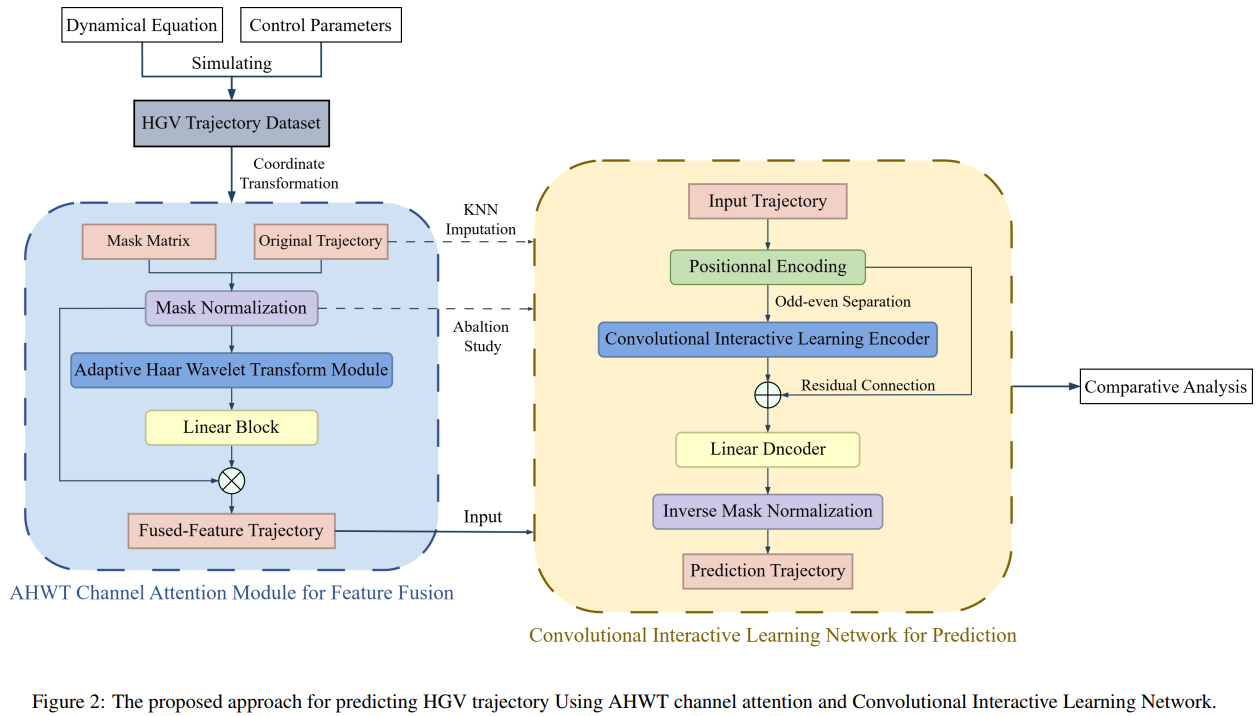 Dynamical Equation
Control Parameters
Simulating
HGV Trajectory Dataset
Coordinate
Transformation
Mask Matrix
Original Trajectory
KNN
Imputation
Mask Normalization
Abaltion
Study
Adaptive Haar Wavelet Transform Module
Linear Block
Fused-Feature Trajectory
Input
AHWT Channel Attention Module for Feature Fusion
Input Trajectory
Positionnal Encoding
Odd-even Separation
Convolutional Interactive Learning Encoder
Residual Connection
Linear Dncoder
Inverse Mask Normalization
Prediction Trajectory
Convolutional Interactive Learning Network for Prediction
Comparative Analysis
Figure 2: The proposed approach for predicting HGV trajectory Using AHWT channel attention and Convolutional Interactive Learning Network.